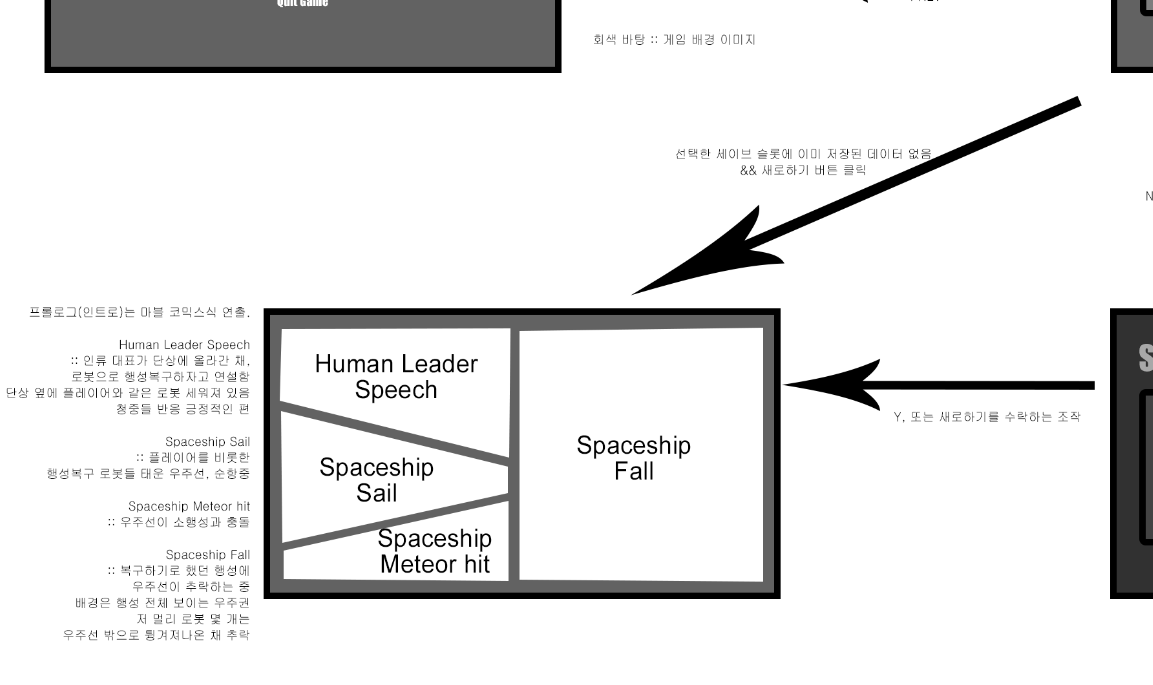 Quit Game
회색 바탕 :: 게임 배경 이미지
선택한 세이브 슬롯에 이미 저장된 데이터 없음
&& 새로하기 버튼 클릭
프롤로그(인트로)는 마블 코믹스식 연출.
Human Leader Speech
:: 인류 대표가 단상에 올라간 채,
로봇으로 행성복구하자고 연설함
단상 옆에 플레이어와 같은 로봇 세워져 있음
청중들 반응 긍정적인 편
Spaceship Sail
:: 플레이어를 비롯한
행성복구 로봇들 태운 우주선, 순항중
Spaceship Meteor hit
:: 우주선이 소행성과 충돌
Spaceship Fall
:: 복구하기로 했던 행성에
우주선이 추락하는 중
배경은 행성 전체 보이는 우주권
저 멀리 로봇 몇 개는
우주선 밖으로 튕겨져나온 채 추락
Human Leader
Speech
Spaceship
Sail
Spaceship
Meteor hit
Spaceship
Fall
Y, 또는 새로하기를 수락하는 조작
N
S